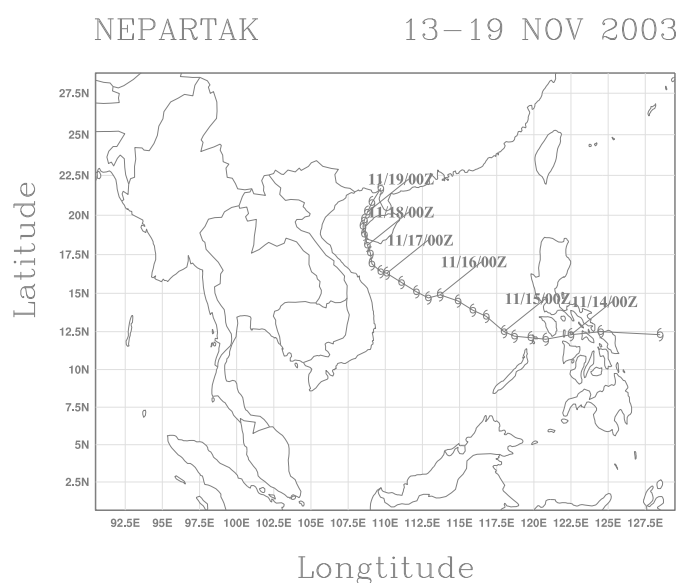 NEPARTAK 13-19 NOV 2003
Latitude
27.5N
25N
22.5N
20N
17.5N
15N
12.5N
10N
7.5N
5N
2.5N
11/19/00Z
11/18/00Z
11/17/00Z
11/16/00Z
11/15/00Z 11/14/00Z
92.5E 95E 97.5E 100E 102.5E 105E 107.5E 110E 112.5E 115E 117.5E 120E 122.5E 125E 127.5E
Longtitude